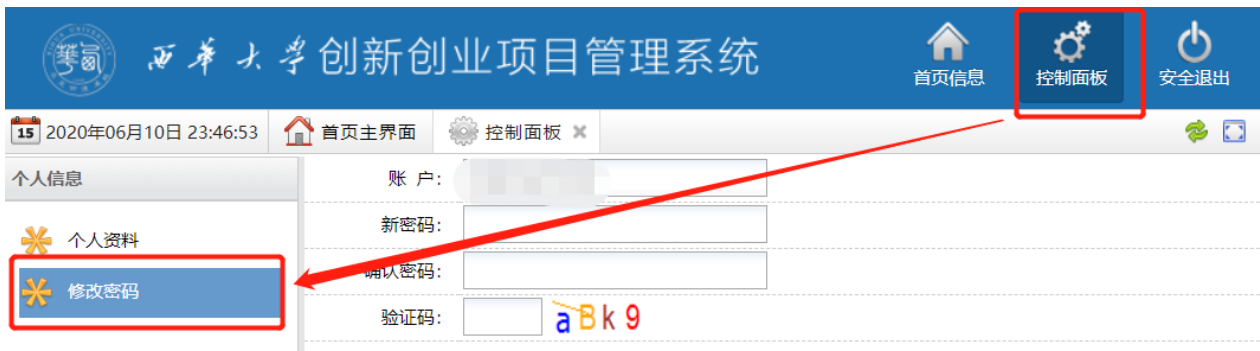 西华大学创新创业项目管理系统
首页信息
控制面板
安全退出
15 2020年06月10日 23:46:53 首页主界面 控制面板
个人信息
账 户:
新密码:
个人资料
确认密码:
修改密码
验证码: aBk9